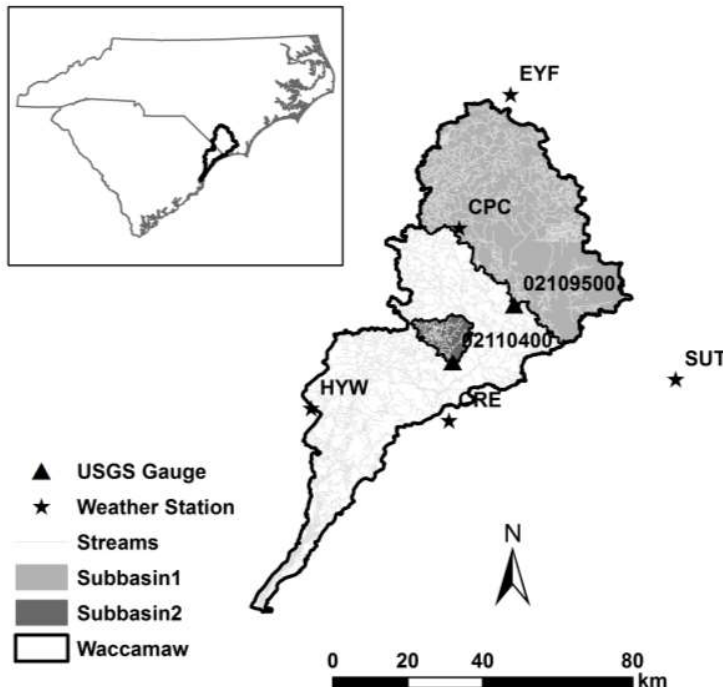 EYF
CPC
02109500
02110400
SUT
HYW
CRE
USGS Gauge
Weather Station
Streams
Subbasin1
Subbasin2
Waccamaw
N
0 20 40 60 80
km